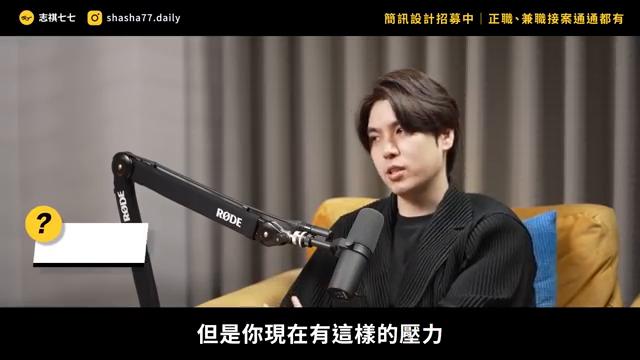 志祺七七
shasha77.daily
簡訊設計招募中｜正職、兼職接案通通都有
RØDE
RØDE
?
但是你現在有這樣的壓力